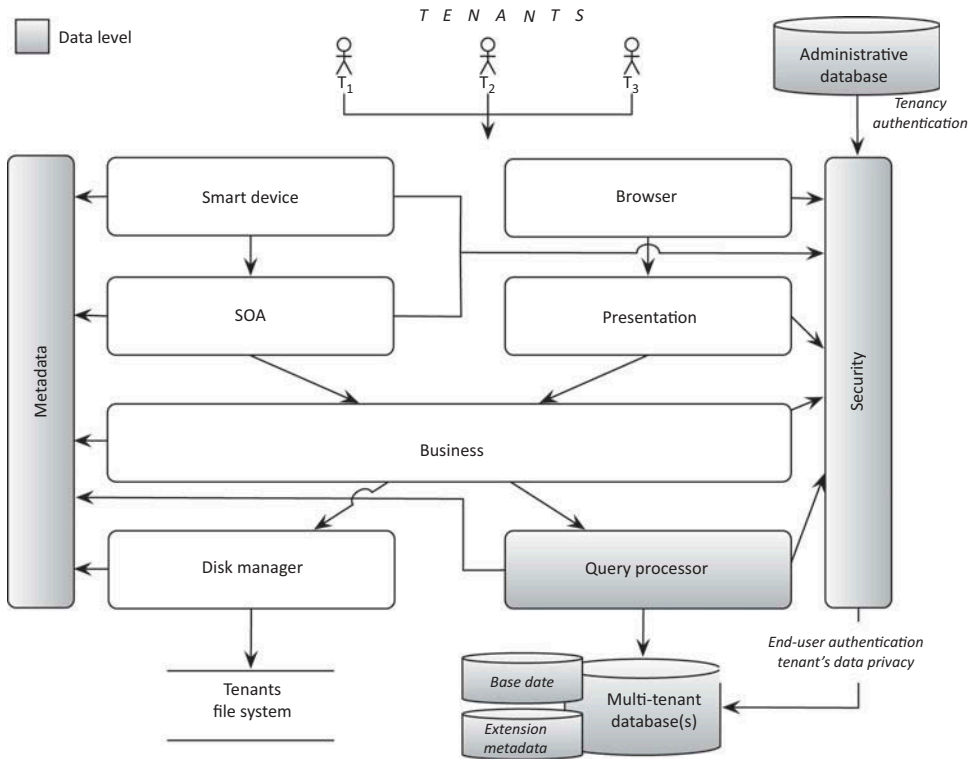 T E N A N T S
Data level
T1
T2
T3
Administrative
database
Tenancy
authentication
Smart device
Browser
SOA
Presentation
Metadata
Security
Business
Disk manager
Query processor
End-user authentication
tenant's data privacy
Tenants
file system
Base date
Extension
metadata
Multi-tenant
database(s)